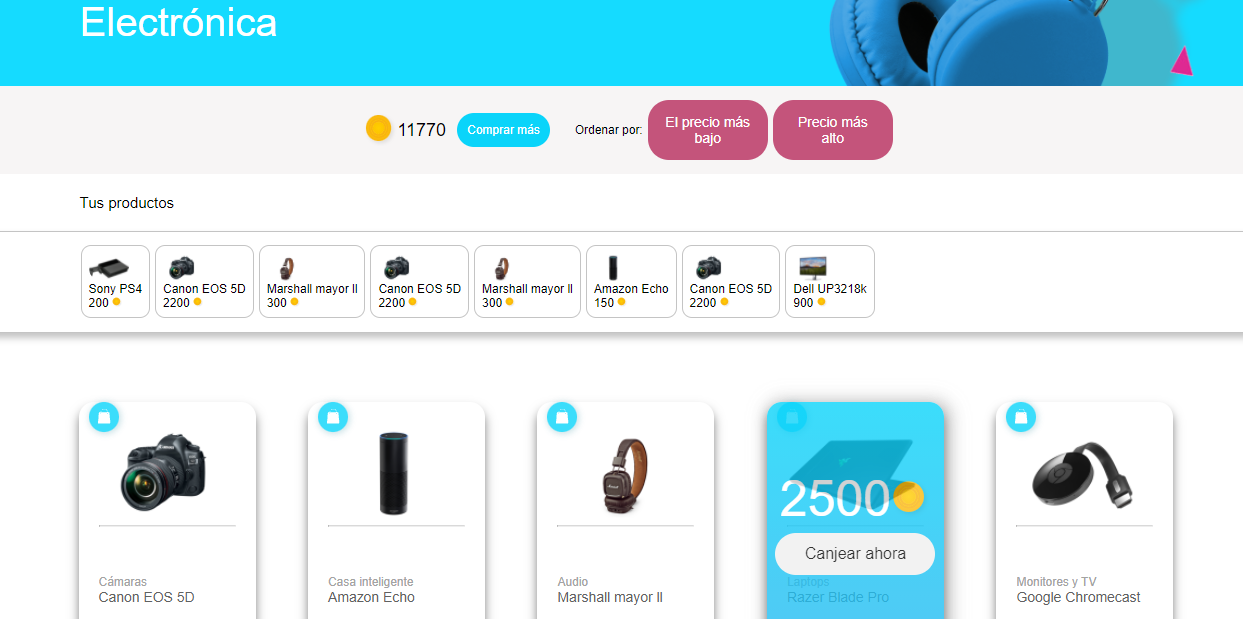 Electrónica
11770
Comprar más
Ordenar por:
El precio más
bajo
Precio más
alto
Tus productos
Sony PS4
200
Canon EOS 5D
2200
Marshall mayor ll
300
Canon EOS 5D
2200
Marshall mayor ll
300
Amazon Echo
150
Canon EOS 5D
2200
Dell UP3218k
900
Cámaras
Canon EOS 5D
Casa inteligente
Amazon Echo
Audio
Marshall mayor ll
2500
Canjear ahora
Laptops
Razer Blade Pro
Monitores y TV
Google Chromecast